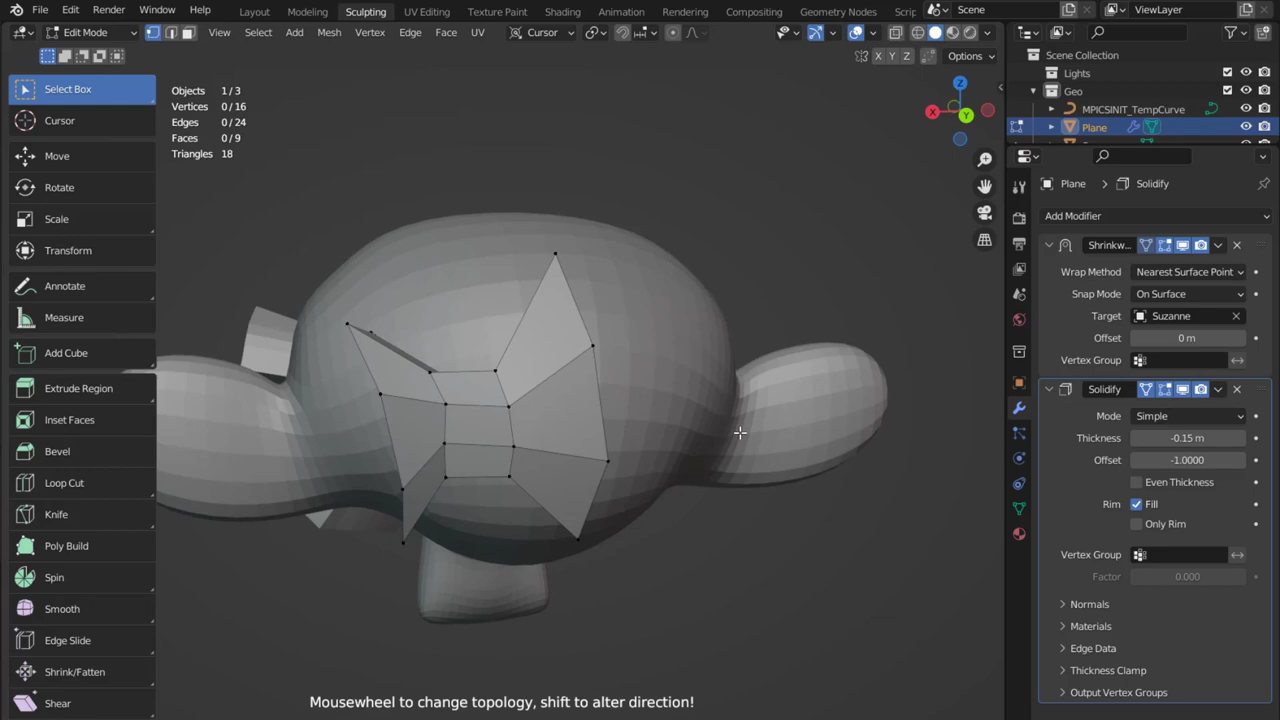 File Edit Render Window Help Layout Modeling Sculpting UV Editing Texture Paint Shading Animation Rendering Compositing Geometry Nodes Scrip Scene ViewLayer
Edit Mode View Select Add Mesh Vertex Edge Face UV Cursor
X Y Z Options
Select Box
Cursor
Move
Rotate
Scale
Transform
Annotate
Measure
Add Cube
Extrude Region
Inset Faces
Bevel
Loop Cut
Knife
Poly Build
Spin
Smooth
Edge Slide
Shrink/Fatten
Shear
Objects 1/3
Vertices 0/16
Edges 0/24
Faces 0/9
Triangles 18
Z
X Y
Mousewheel to change topology, shift to alter direction!
Scene Collection
Lights
Geo
MPICSINIT_TempCurve
Plane
Plane > Solidify
Add Modifier
Shrinkw...
Wrap Method Nearest Surface Point
Snap Mode On Surface
Target Suzanne
Offset 0 m
Vertex Group
Solidify
Mode Simple
Thickness -0.15 m
Offset -1.0000
Even Thickness
Rim Fill
Only Rim
Vertex Group
Factor 0.000
Normals
Materials
Edge Data
Thickness Clamp
Output Vertex Groups